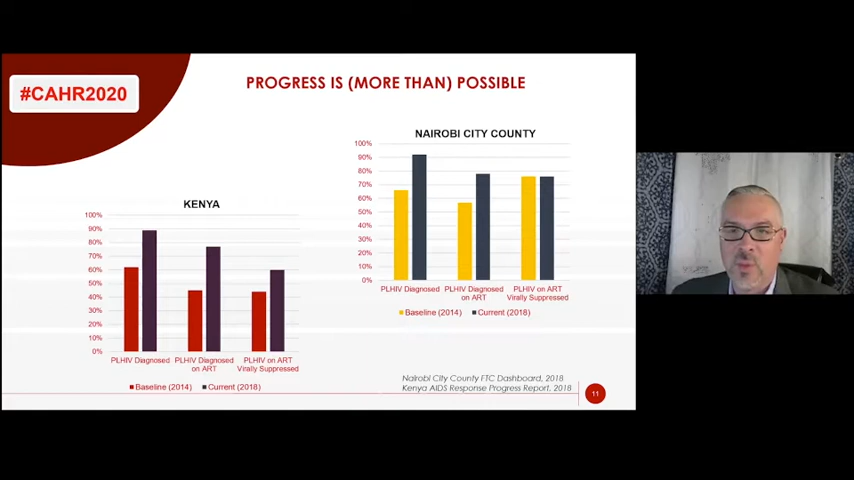 #CAHR2020
PROGRESS IS (MORE THAN) POSSIBLE
KENYA
100%
90%
80%
70%
60%
50%
40%
30%
20%
10%
0%
PLHIV Diagnosed
PLHIV Diagnosed
on ART
PLHIV on ART
Virally Suppressed
Baseline (2014)
Current (2018)
NAIROBI CITY COUNTY
100%
90%
80%
70%
60%
50%
40%
30%
20%
10%
0%
PLHIV Diagnosed
PLHIV Diagnosed
on ART
PLHIV on ART
Virally Suppressed
Baseline (2014)
Current (2018)
Nairobi City County FTC Dashboard, 2018
Kenya AIDS Response Progress Report. 2018
11